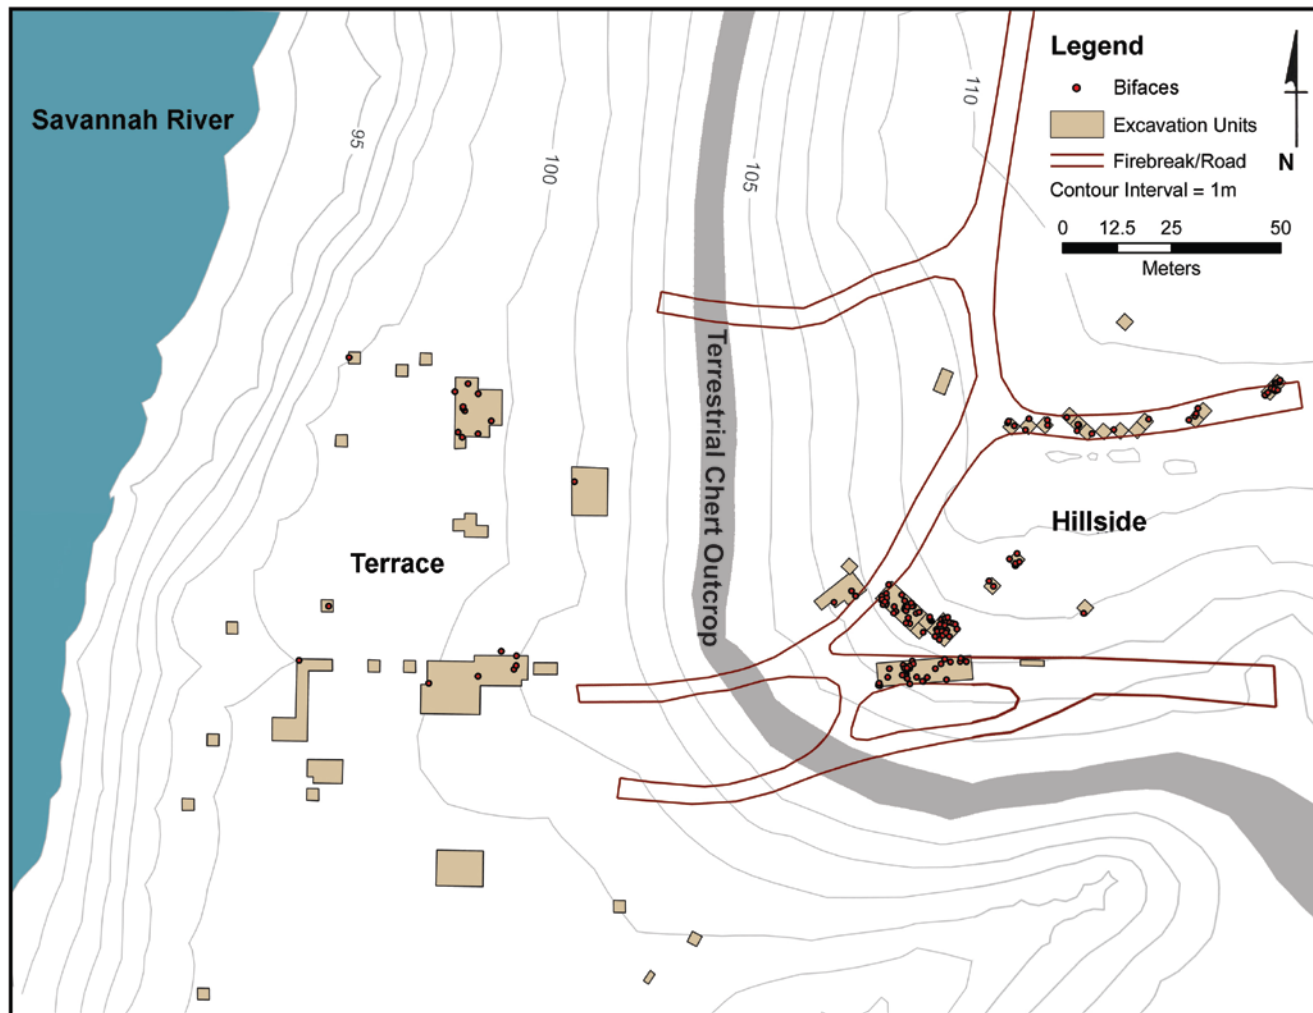 Legend
Bifaces
Excavation Units
Firebreak/Road
N
Contour Interval = 1m
0 12.5 25 50
Meters
Savannah River
95
100
105
110
Terrestrial Chert Outcrop
Hillside
Terrace